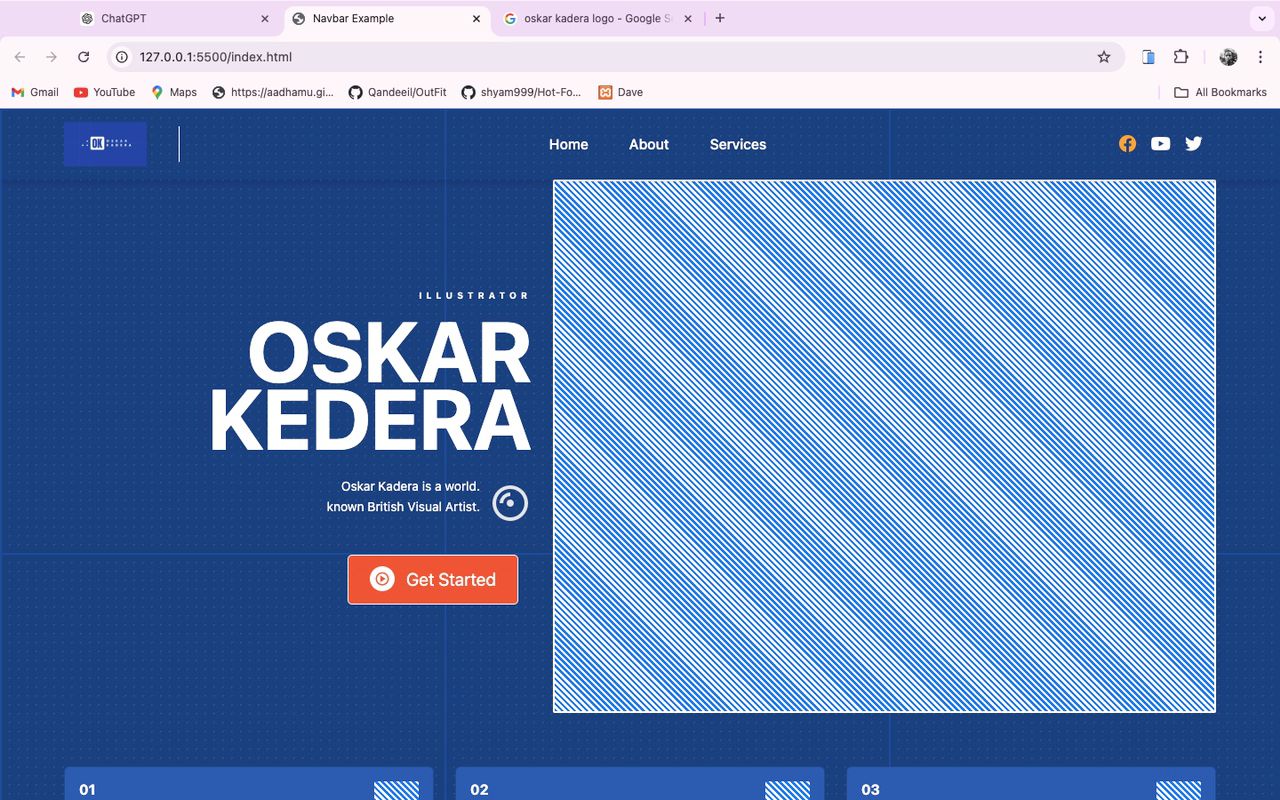 ChatGPT
Navbar Example
oskar kadera logo - Google S
127.0.0.1:5500/index.html
Gmail
YouTube
Maps
https://aadhamu.gi...
Qandeeil/OutFit
shyam999/Hot-Fo...
Dave
All Bookmarks
OK
Home
About
Services
ILLUSTRATOR
OSKAR
KEDERA
Oskar Kadera is a world.
known British Visual Artist.
Get Started
01
02
03